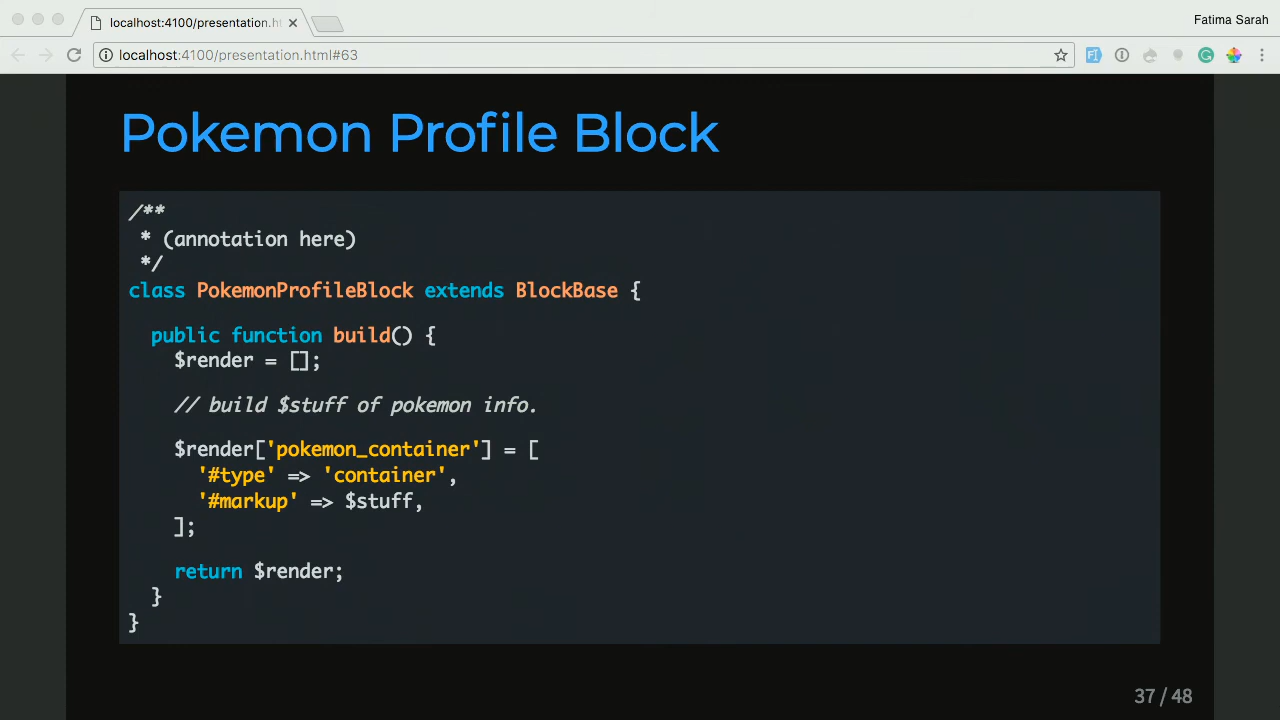 localhost:4100/presentation.h
Fatima Sarah
localhost:4100/presentation.html#63
Pokemon Profile Block
/**
 * (annotation here)
 */
class PokemonProfileBlock extends BlockBase {
  public function build() {
    $render = [];
    // build $stuff of pokemon info.
    $render['pokemon_container'] = [
      '#type' => 'container',
      '#markup' => $stuff,
    ];
    return $render;
  }
}
37 / 48